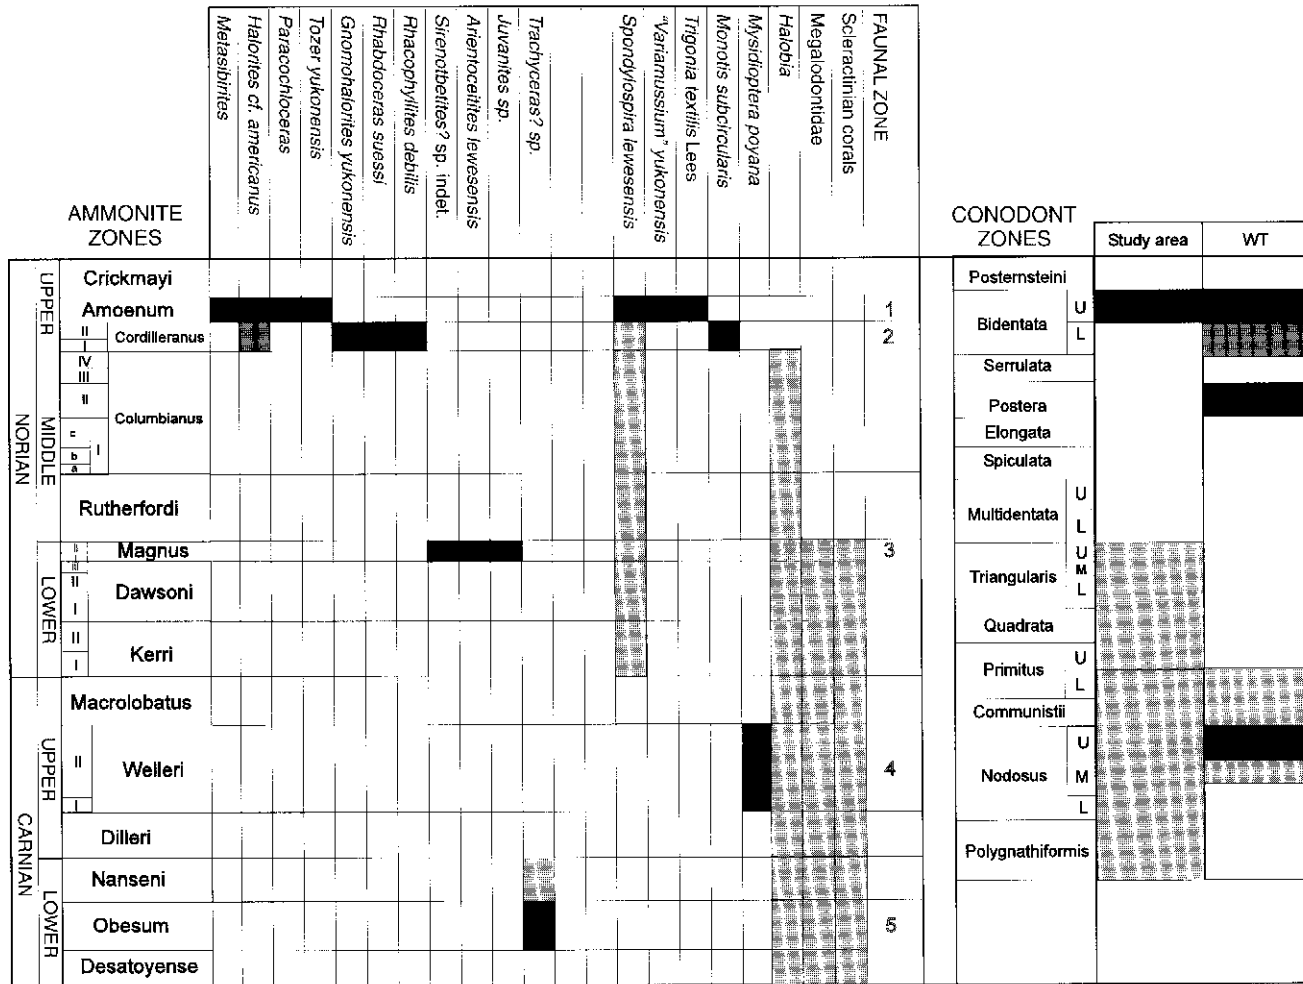 Metasibirites
Halorites cf. americanus
Paracochloceras
Tozer yukonensis
Gnomohalorites yukonensis
Rhabdoceras suessi
Rhacophyllites debilis
Sirenotbetites? sp. indet.
Arientoceitites lewesensis
Juvanites sp.
Trachyceras? sp.
Spondylospira lewesensis
"Variamussium" yukonensis
Trigonia textilis Lees
Monotis subcircularis
Mysidioptera poyana
Halobia
Megalodontidae
Scleractinian corals
FAUNAL ZONE
AMMONITE
ZONES
NORIAN
UPPER
Crickmayi
Amoenum
1
II
I
Cordilleranus
2
MIDDLE
IV
III
II
Columbianus
c
b
a
I
Rutherfordi
LOWER
II
Magnus
3
III
II
I
Dawsoni
II
I
Kerri
CARNIAN
UPPER
Macrolobatus
II
I
Welleri
4
Dilleri
LOWER
Nanseni
Obesum
5
Desatoyense
CONODONT
ZONES
Study area
WT
Posternsteini
Bidentata
U
L
Serrulata
Postera
Elongata
Spiculata
Multidentata
U
L
Triangularis
U
M
L
Quadrata
Primitus
U
L
Communistii
Nodosus
U
M
L
Polygnathiformis